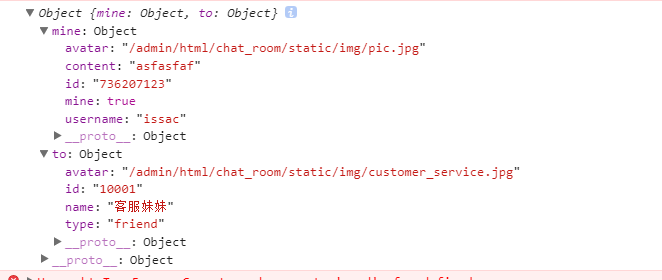 Object {mine: Object, to: Object}
mine: Object
avatar: "/admin/html/chat_room/static/img/pic.jpg"
content: "asfasfaf"
id: "736207123"
mine: true
username: "issac"
__proto__: Object
to: Object
avatar: "/admin/html/chat_room/static/img/customer_service.jpg"
id: "10001"
name: "客服妹妹"
type: "friend"
__proto__: Object
__proto__: Object